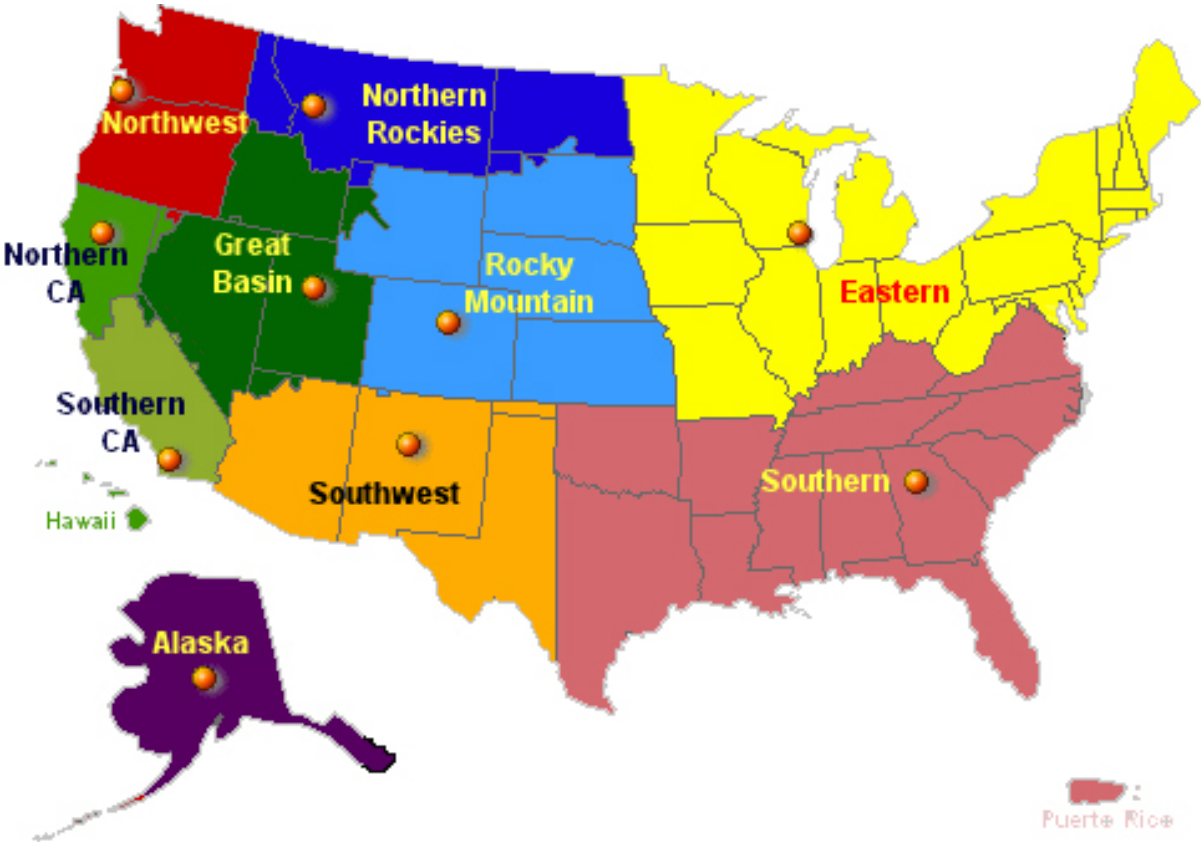 Northern
Rockies
Northwest
Great
Basin
Northern
CA
Rocky
Mountain
Eastern
Southern
CA
Southwest
Southern
Hawaii
Alaska
Puerto Rico